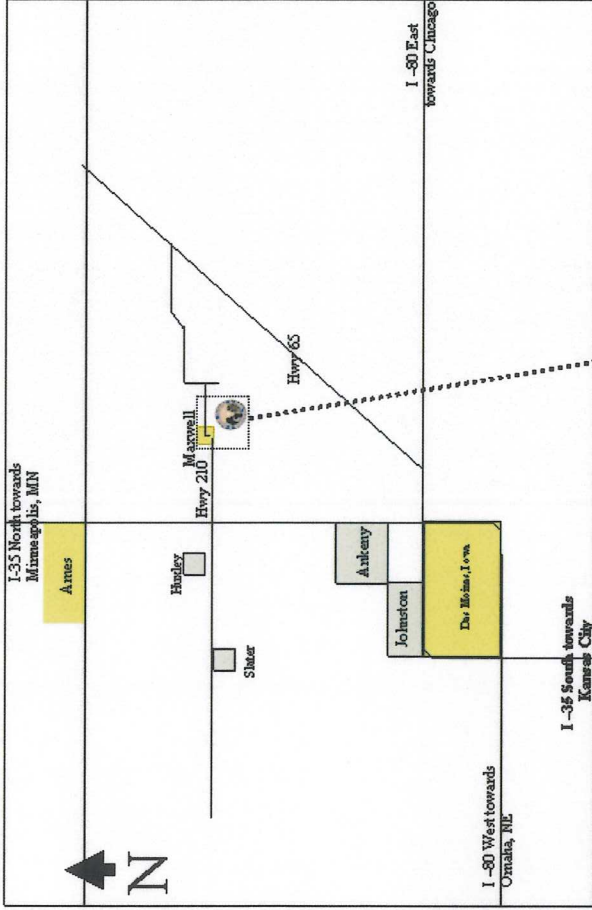 I-35 North towards
Minneapolis, MN
Ames
Maxwell
Hwy 210
Huxley
Slater
Hwy 65
Ankeny
Johnston
I -80 East
towards Chicago
Des Moines, Iowa
I -80 West towards
Omaha, NE
I -35 South towards
Kansas City
N